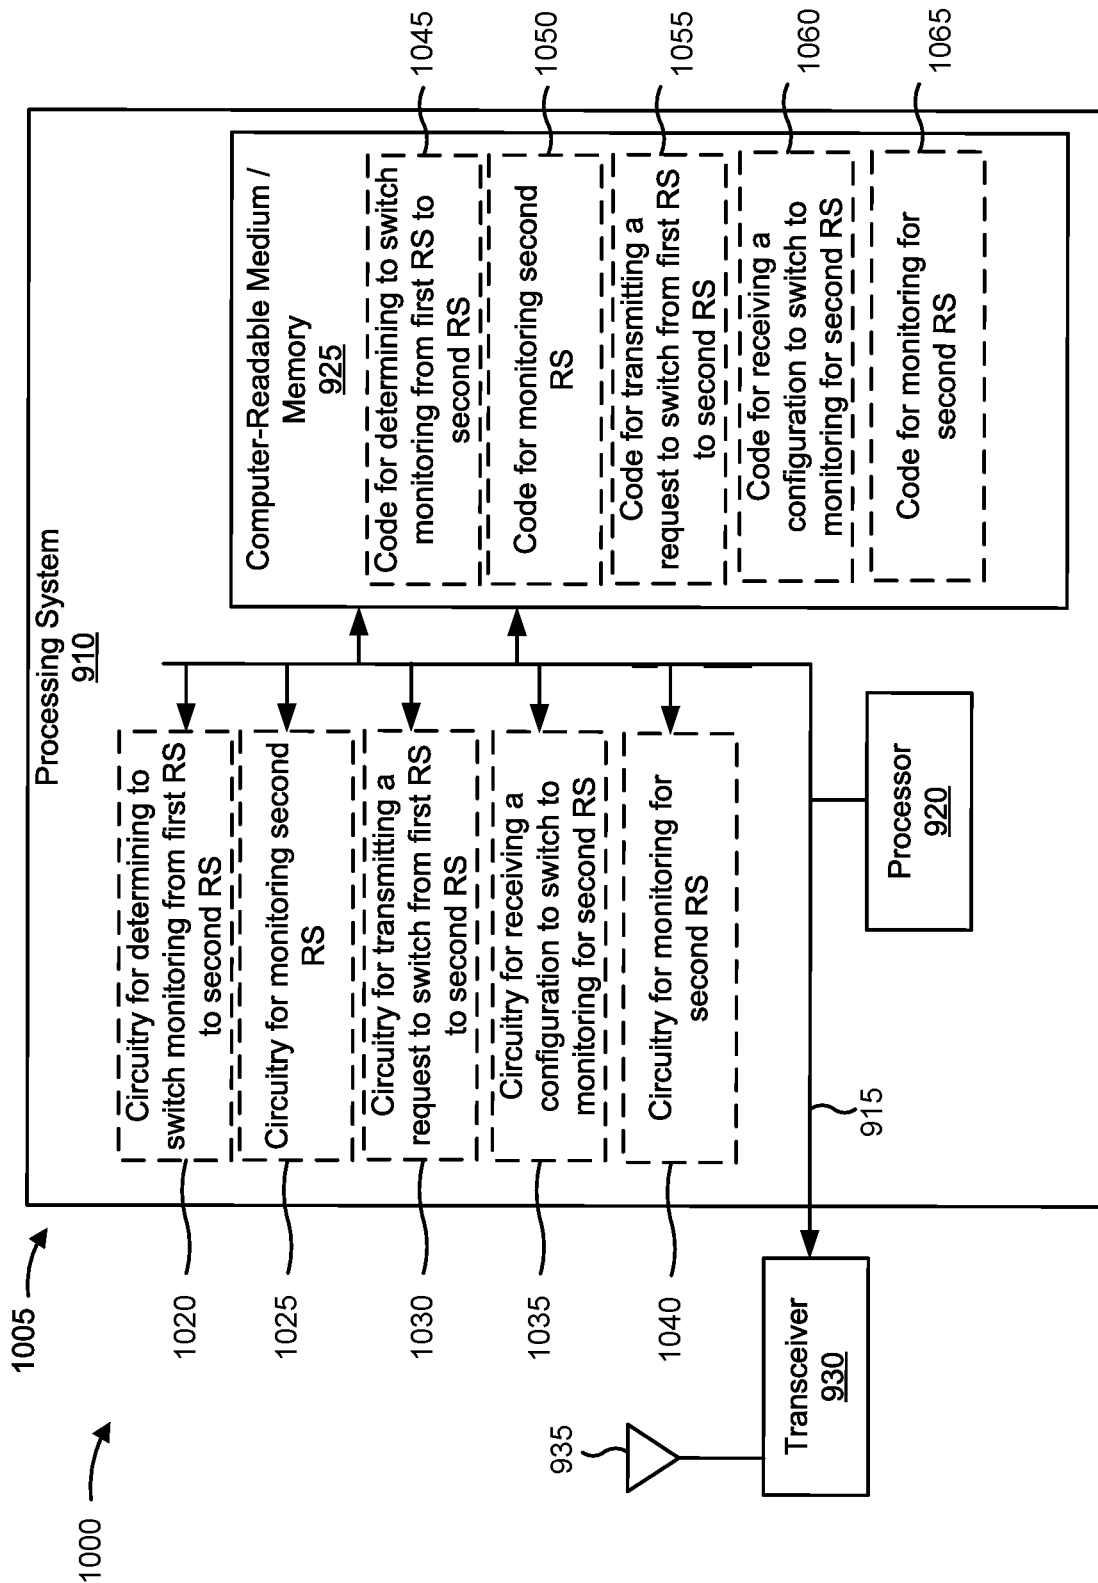 1000
1005
Processing System
910
Circuitry for determining to
switch monitoring from first RS
to second RS
1020
Circuitry for monitoring second
RS
1025
Circuitry for transmitting a
request to switch from first RS
to second RS
1030
Circuitry for receiving a
configuration to switch to
monitoring for second RS
1035
Circuitry for monitoring for
second RS
1040
Computer-Readable Medium /
Memory
925
Code for determining to switch
monitoring from first RS to
second RS
1045
Code for monitoring second
RS
1050
Code for transmitting a
request to switch from first RS
to second RS
1055
Code for receiving a
configuration to switch to
monitoring for second RS
1060
Code for monitoring for
second RS
1065
935
Transceiver
930
915
Processor
920